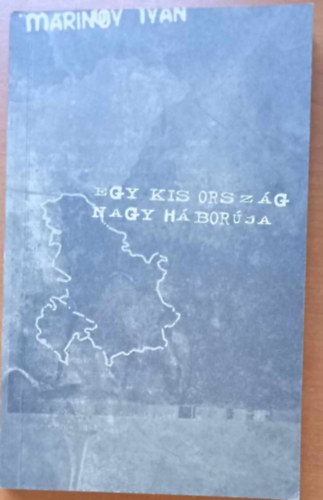 MARINOV IVÁN
EGY KIS ORSZÁG
NAGY HÁBORÚJA